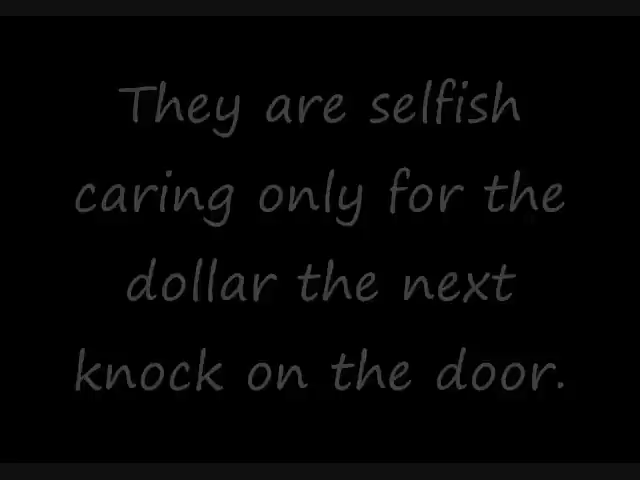 They are selfish
caring only for the
dollar the next
knock on the door.